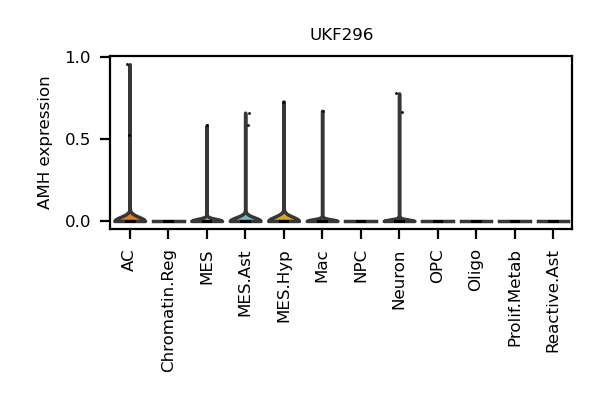 UKF296
AMH expression
1.0
0.5
0.0
AC
Chromatin.Reg
MES
MES.Ast
MES.Hyp
Mac
NPC
Neuron
OPC
Oligo
Prolif.Metab
Reactive.Ast